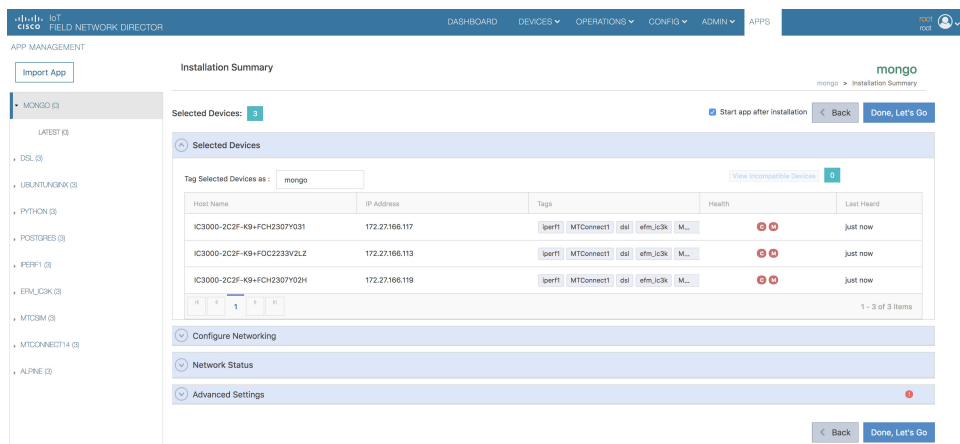 CISCO IoT FIELD NETWORK DIRECTOR
DASHBOARD DEVICES OPERATIONS CONFIG ADMIN APPS
root
root
APP MANAGEMENT
Import App
Installation Summary
mongo
mongo > Installation Summary
MONGO (0)
LATEST (0)
DSL (3)
UBUNTUNGINX (3)
PYTHON (3)
POSTGRES (3)
IPERF1 (3)
EFM_IC3K (3)
MTCSIM (3)
MTCONNECT14 (3)
ALPINE (3)
Selected Devices: 3
Start app after installation
< Back
Done, Let's Go
Selected Devices
Tag Selected Devices as : mongo
View Incompatible Devices 0
Host Name IP Address Tags Health Last Heard
IC3000-2C2F-K9+FCH2307Y031 172.27.166.117 iperf1 MTConnect1 dsl efm_ic3k M... C M just now
IC3000-2C2F-K9+FOC2233V2LZ 172.27.166.113 iperf1 MTConnect1 dsl efm_ic3k M... C M just now
IC3000-2C2F-K9+FCH2307Y02H 172.27.166.119 iperf1 MTConnect1 dsl efm_ic3k M... C M just now
1
1 - 3 of 3 items
Configure Networking
Network Status
Advanced Settings !
< Back
Done, Let's Go